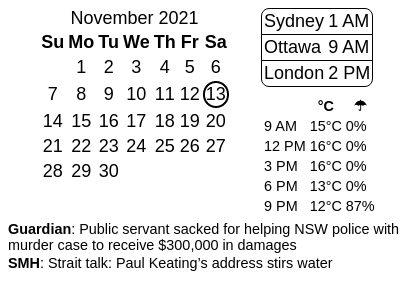 November 2021
Su Mo Tu We Th Fr Sa
1 2 3 4 5 6
7 8 9 10 11 12 13
14 15 16 17 18 19 20
21 22 23 24 25 26 27
28 29 30
Sydney 1 AM
Ottawa 9 AM
London 2 PM
°C ☂
9 AM 15°C 0%
12 PM 16°C 0%
3 PM 16°C 0%
6 PM 13°C 0%
9 PM 12°C 87%
Guardian: Public servant sacked for helping NSW police with
murder case to receive $300,000 in damages
SMH: Strait talk: Paul Keating’s address stirs water